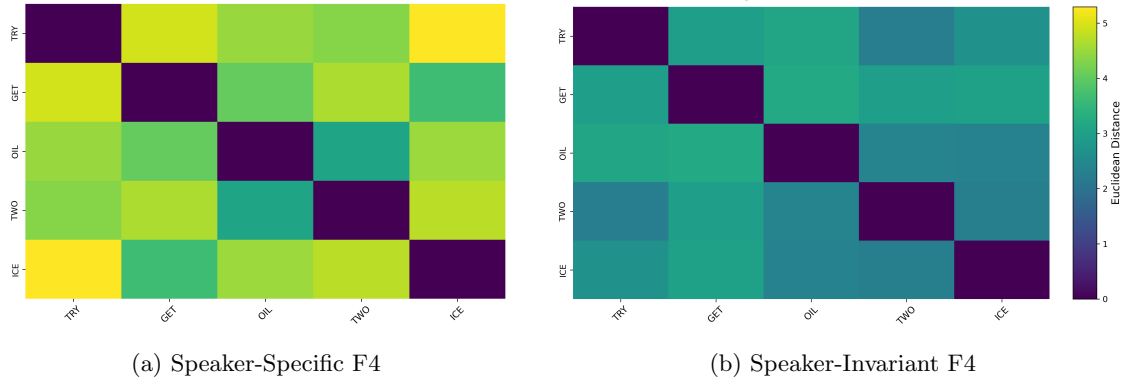 TRY
GET
OIL
TWO
ICE
TRY GET OIL TWO ICE
(a) Speaker-Specific F4
TRY
GET
OIL
TWO
ICE
TRY GET OIL TWO ICE
(b) Speaker-Invariant F4
5
4
3
2
1
0
Euclidean Distance